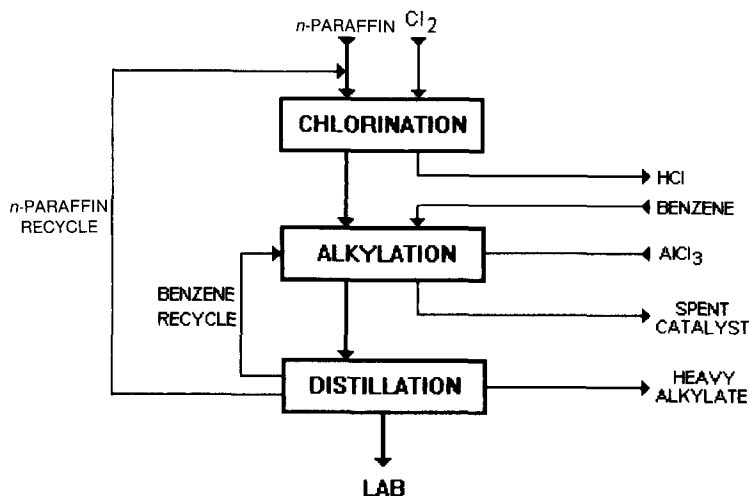 n-PARAFFIN
Cl2
CHLORINATION
HCl
n-PARAFFIN
RECYCLE
BENZENE
ALKYLATION
AlCl3
BENZENE
RECYCLE
SPENT
CATALYST
DISTILLATION
HEAVY
ALKYLATE
LAB